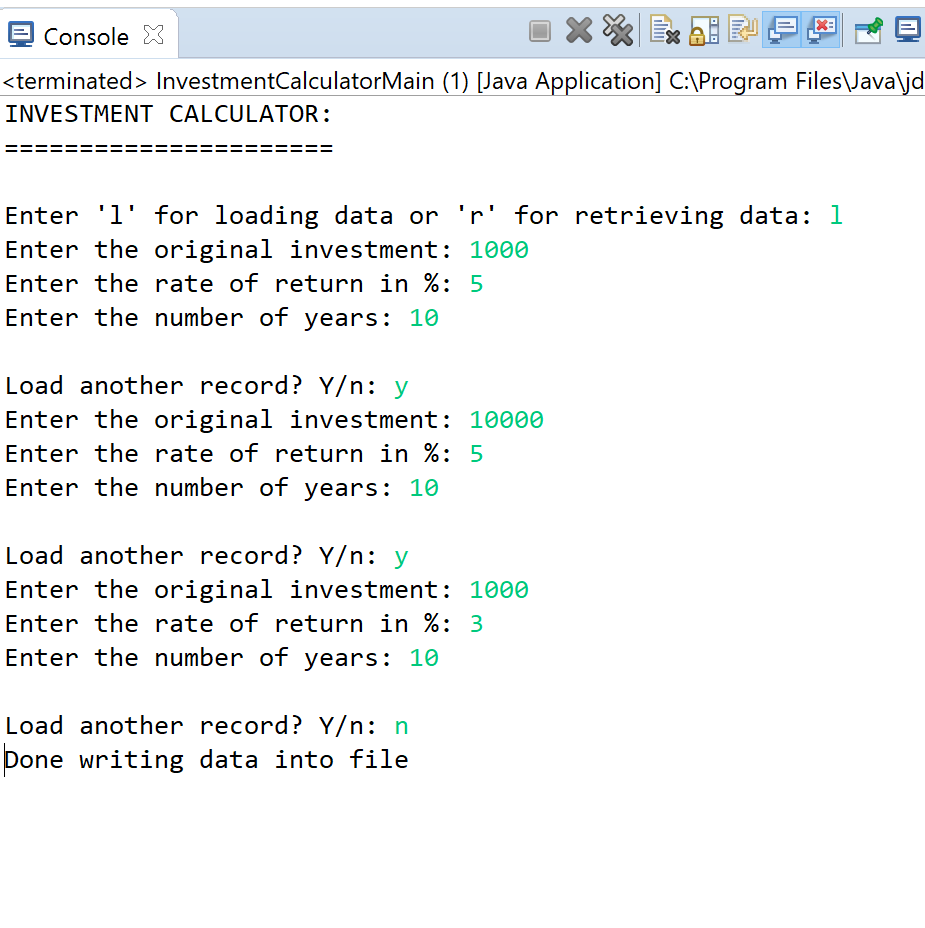 Console
<terminated> InvestmentCalculatorMain (1) [Java Application] C:\Program Files\Java\jd
INVESTMENT CALCULATOR:
======================
Enter 'l' for loading data or 'r' for retrieving data: l
Enter the original investment: 1000
Enter the rate of return in %: 5
Enter the number of years: 10
Load another record? Y/n: y
Enter the original investment: 10000
Enter the rate of return in %: 5
Enter the number of years: 10
Load another record? Y/n: y
Enter the original investment: 1000
Enter the rate of return in %: 3
Enter the number of years: 10
Load another record? Y/n: n
Done writing data into file